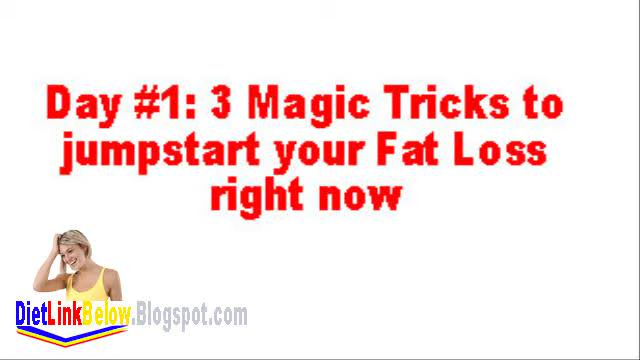 Day #1: 3 Magic Tricks to
jumpstart your Fat Loss
right now
DietLinkBelow.Blogspot.com